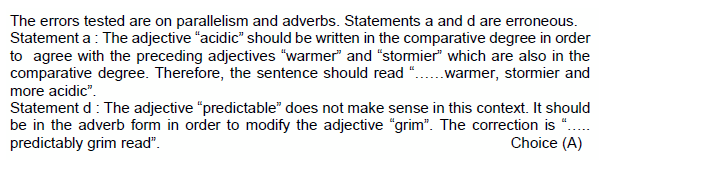 The errors tested are on parallelism and adverbs. Statements a and d are erroneous.
Statement a : The adjective “acidic” should be written in the comparative degree in order
to agree with the preceding adjectives “warmer” and “stormier” which are also in the
comparative degree. Therefore, the sentence should read “……warmer, stormier and
more acidic”.
Statement d : The adjective “predictable” does not make sense in this context. It should
be in the adverb form in order to modify the adjective “grim”. The correction is “…..
predictably grim read”. Choice (A)